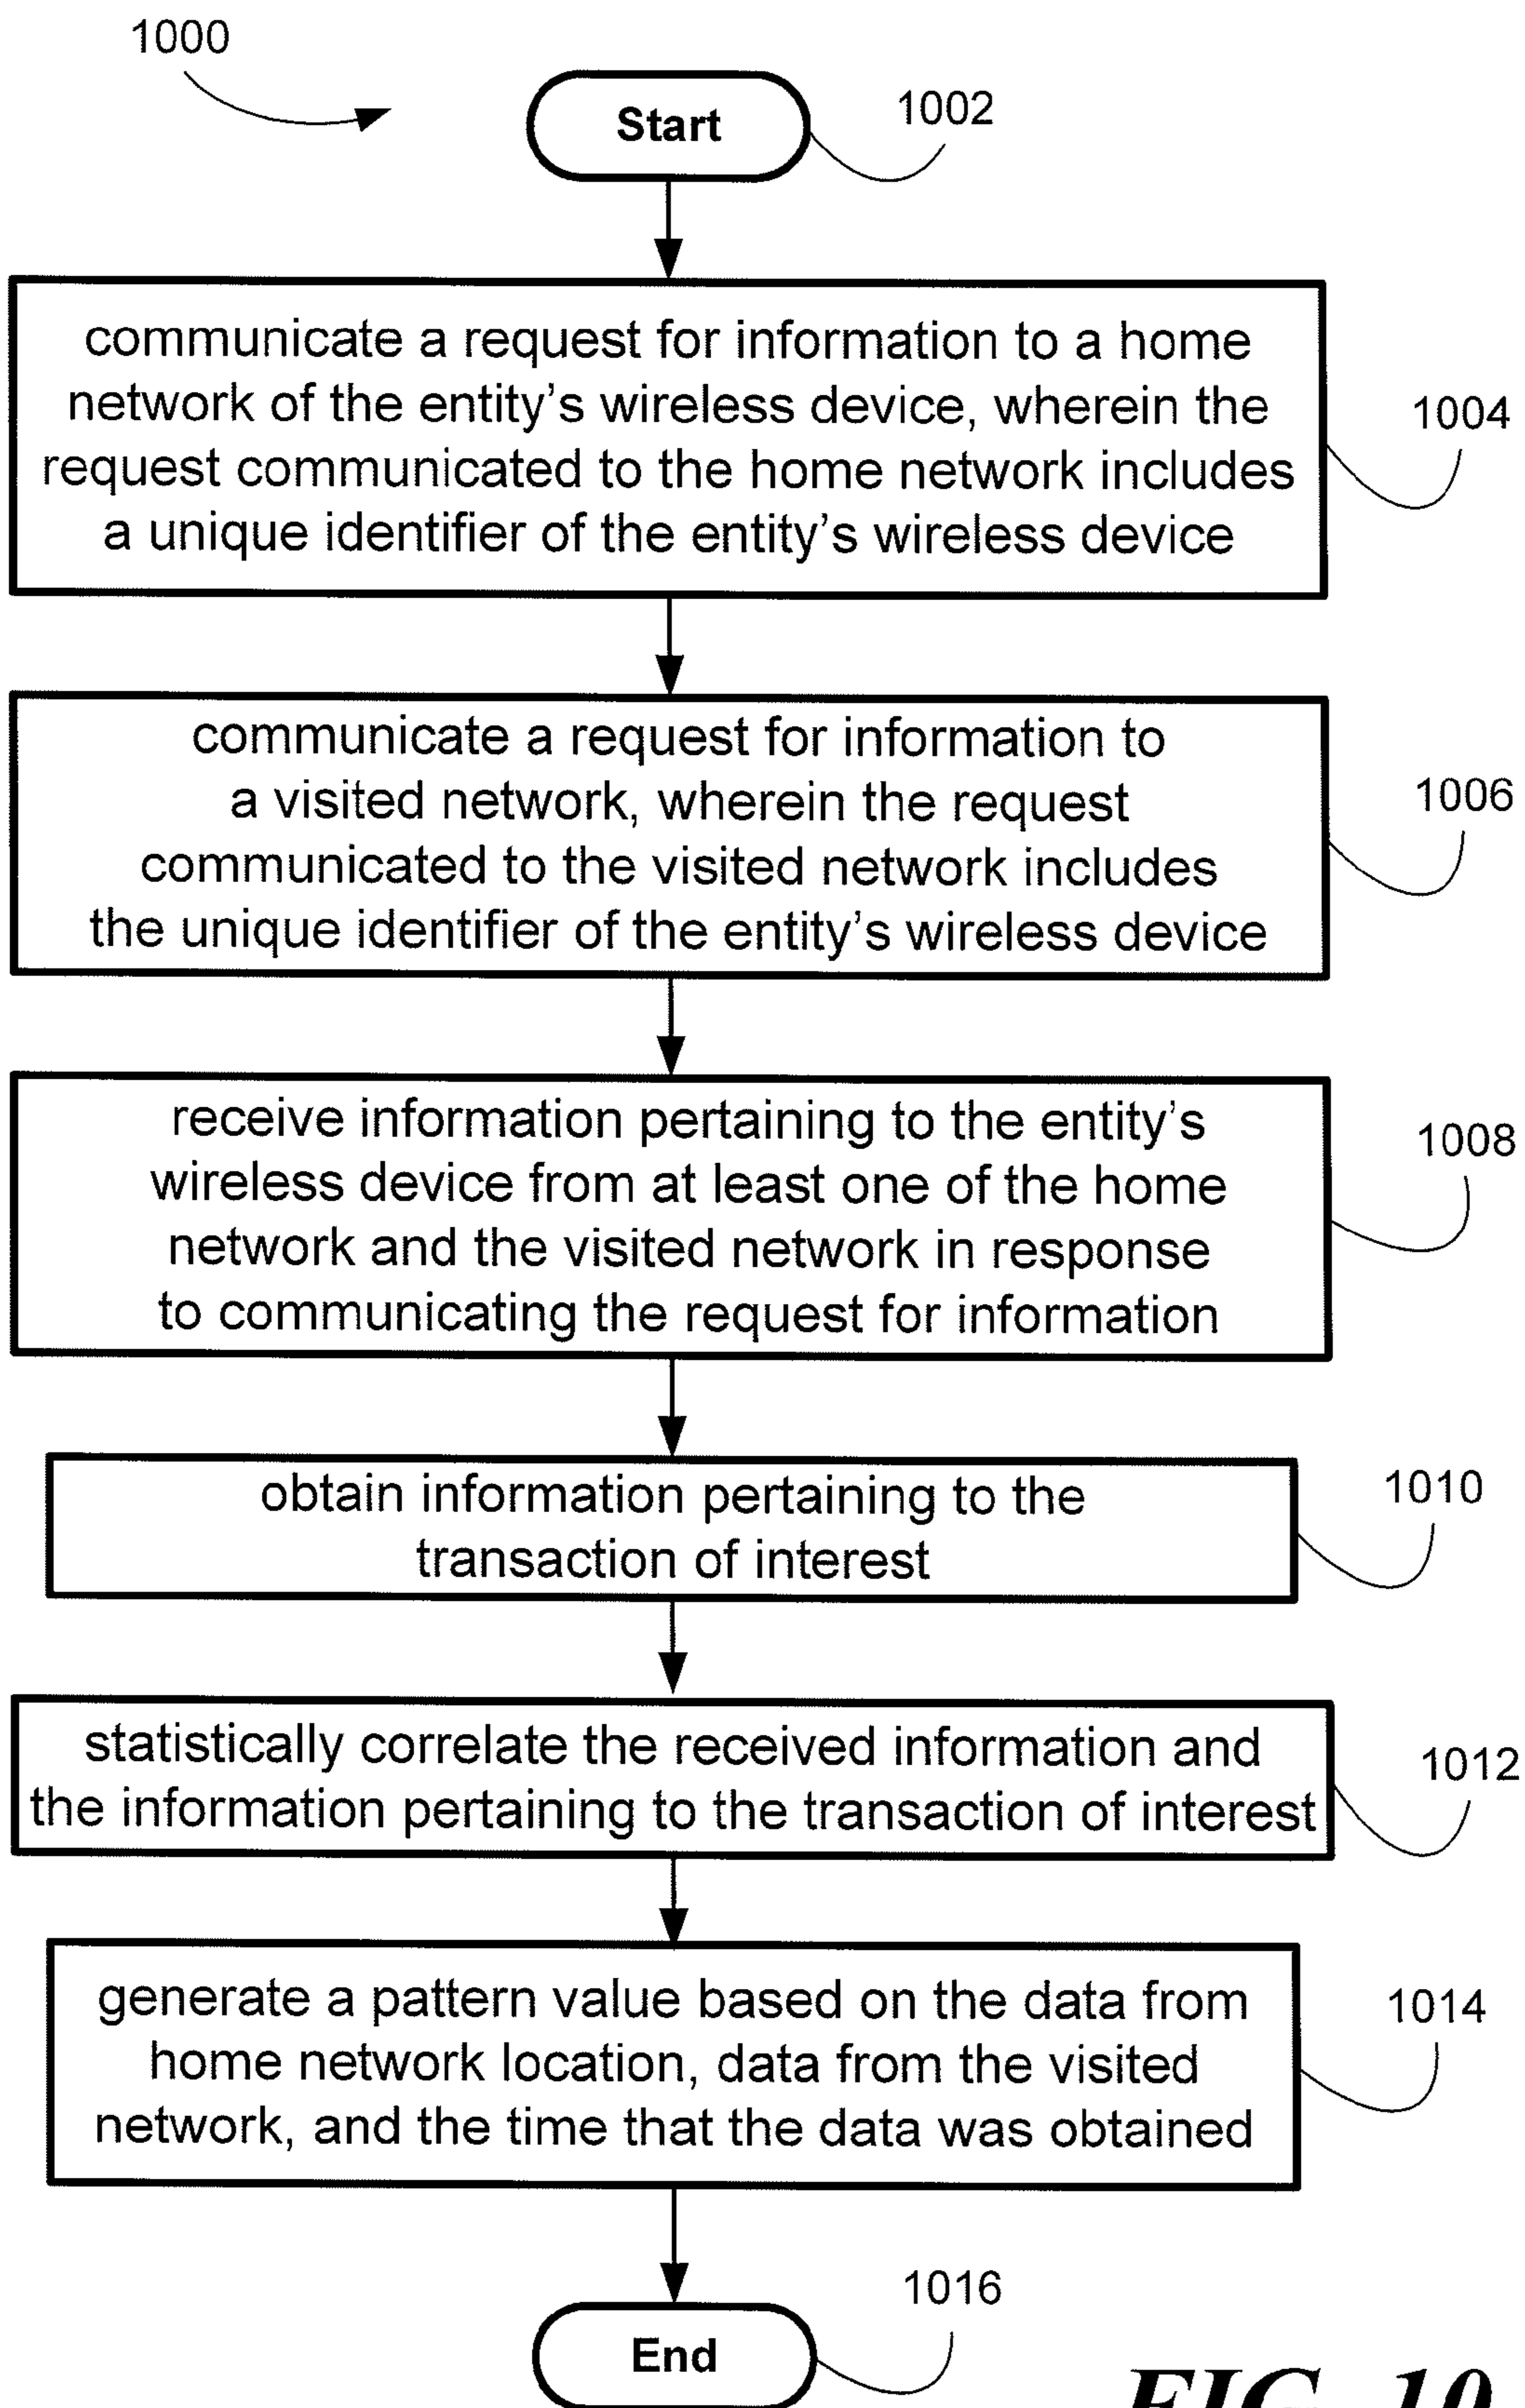 1000
Start
1002
communicate a request for information to a home
network of the entity's wireless device, wherein the
request communicated to the home network includes
a unique identifier of the entity's wireless device
1004
communicate a request for information to
a visited network, wherein the request
communicated to the visited network includes
the unique identifier of the entity's wireless device
1006
receive information pertaining to the entity's
wireless device from at least one of the home
network and the visited network in response
to communicating the request for information
1008
obtain information pertaining to the
transaction of interest
1010
statistically correlate the received information and
the information pertaining to the transaction of interest
1012
generate a pattern value based on the data from
home network location, data from the visited
network, and the time that the data was obtained
1014
End
1016
FIG. 10